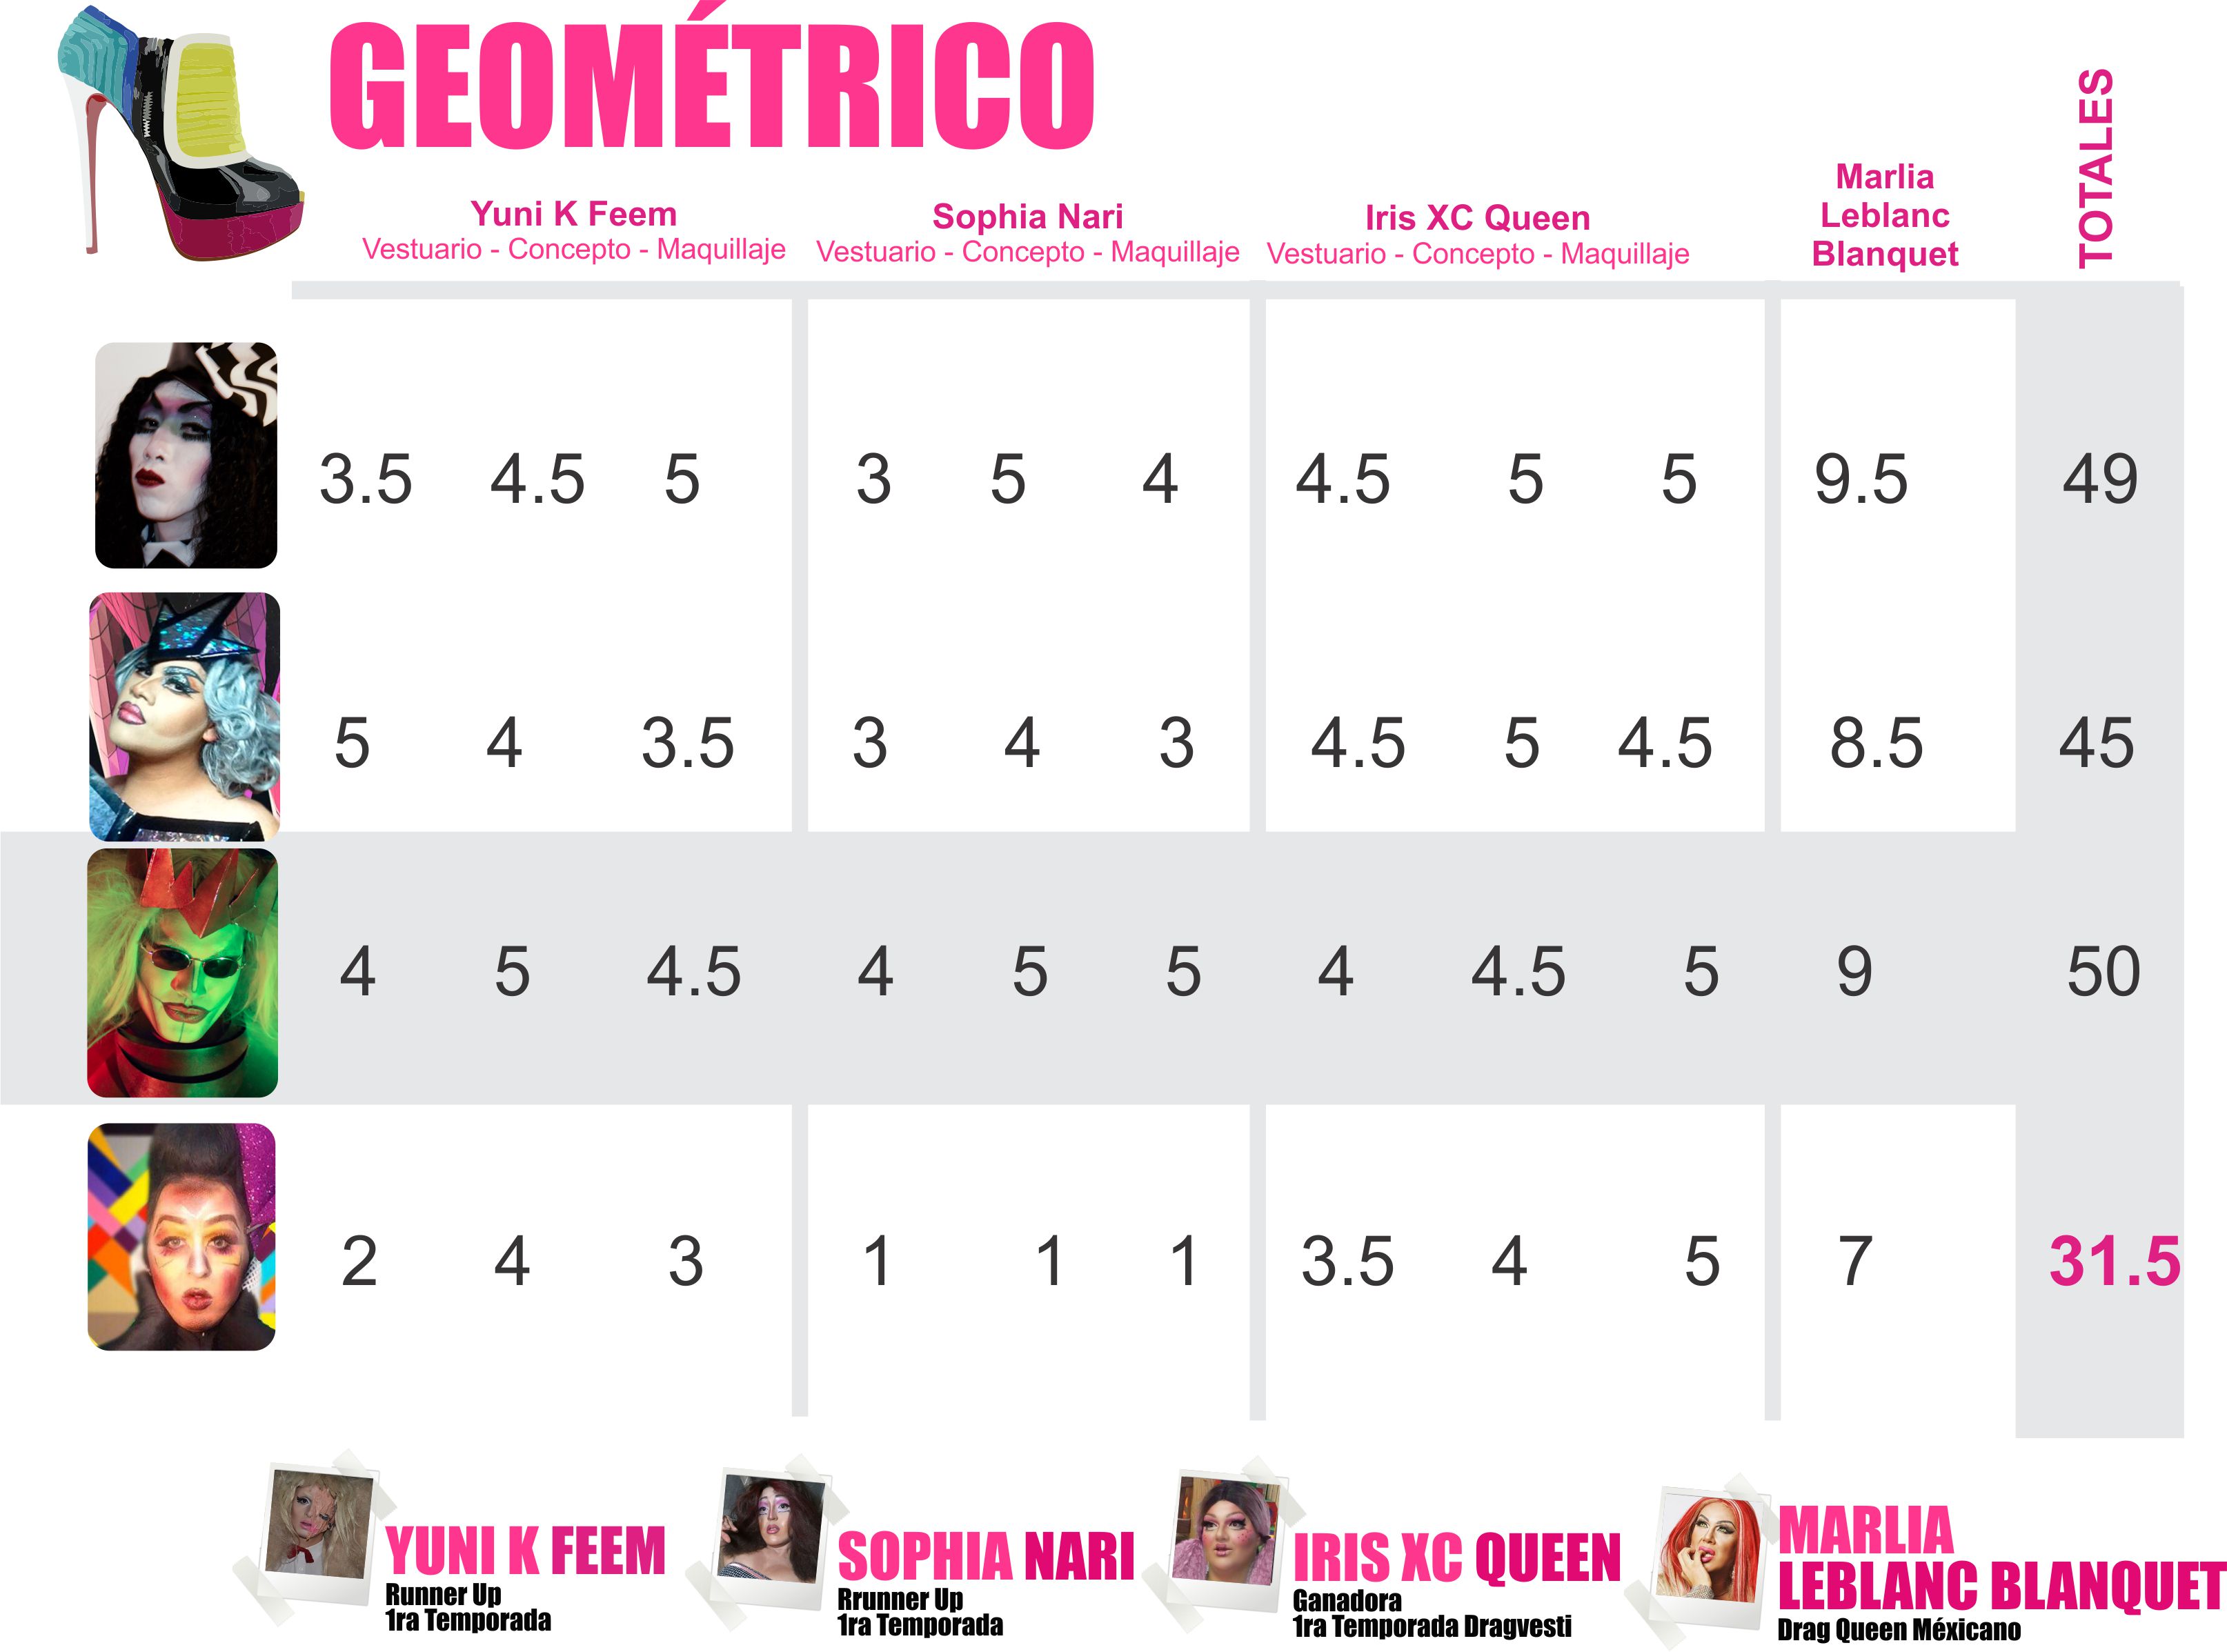 GEOMÉTRICO
TOTALES
Yuni K Feem
Vestuario - Concepto - Maquillaje
Sophia Nari
Vestuario - Concepto - Maquillaje
Iris XC Queen
Vestuario - Concepto - Maquillaje
Marlia
Leblanc
Blanquet
3.5 4.5 5 3 5 4 4.5 5 5 9.5 49
5 4 3.5 3 4 3 4.5 5 4.5 8.5 45
4 5 4.5 4 5 5 4 4.5 5 9 50
2 4 3 1 1 1 3.5 4 5 7 31.5
YUNI K FEEM
Runner Up
1ra Temporada
SOPHIA NARI
Rrunner Up
1ra Temporada
IRIS XC QUEEN
Ganadora
1ra Temporada Dragvesti
MARLIA
LEBLANC BLANQUET
Drag Queen Méxicano